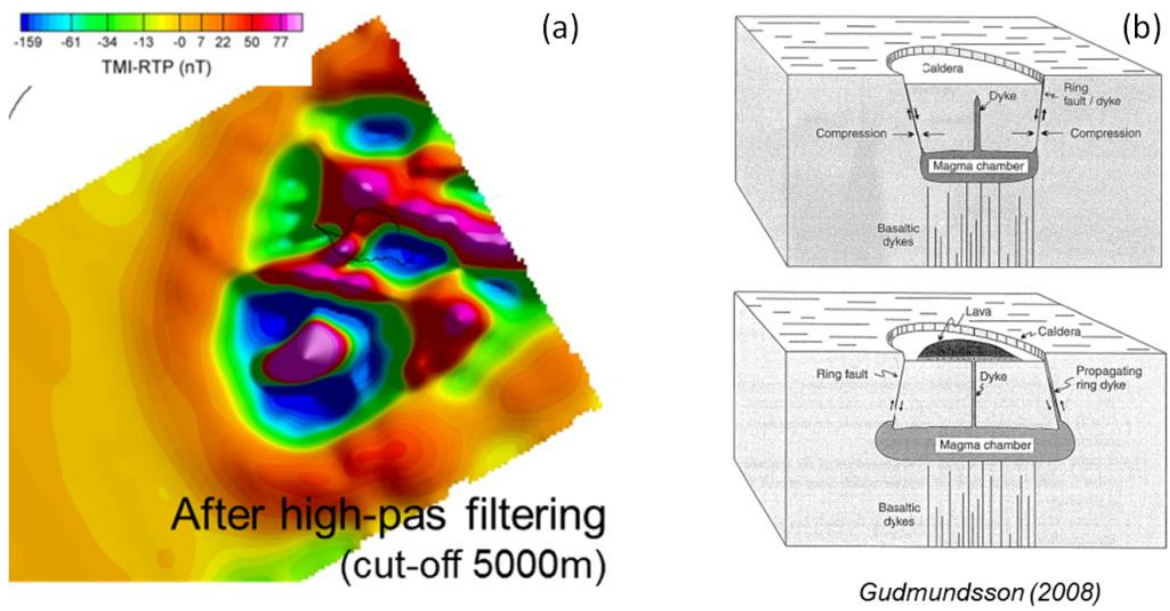 (a)
-159 -61 -34 -13 -0 7 22 50 77
TMI-RTP (nT)
After high-pas filtering
(cut-off 5000m)
(b)
Caldera
Dyke
Ring
fault / dyke
Compression
Compression
Magma chamber
Basaltic
dykes
Lava
Caldera
Ring fault
Dyke
Propagating
ring dyke
Magma chamber
Basaltic
dykes
Gudmundsson (2008)